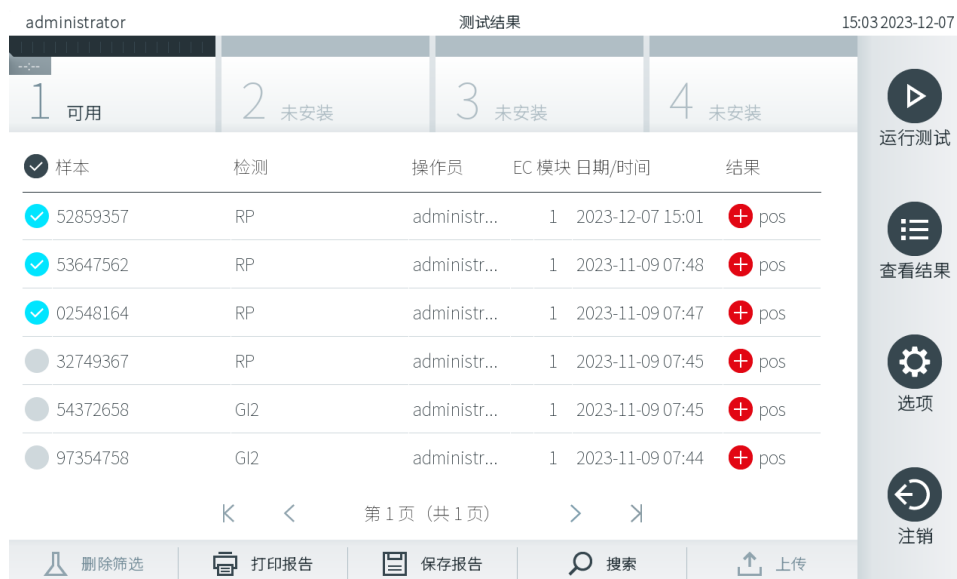 administrator 测试结果 15:03 2023-12-07
--:--
1 可用 2 未安装 3 未安装 4 未安装
运行测试
样本 检测 操作员 EC 模块 日期/时间 结果
52859357 RP administr... 1 2023-12-07 15:01 pos
53647562 RP administr... 1 2023-11-09 07:48 pos
查看结果
02548164 RP administr... 1 2023-11-09 07:47 pos
32749367 RP administr... 1 2023-11-09 07:45 pos
54372658 GI2 administr... 1 2023-11-09 07:45 pos
选项
97354758 GI2 administr... 1 2023-11-09 07:44 pos
第 1 页（共 1 页）
注销
删除筛选 打印报告 保存报告 搜索 上传